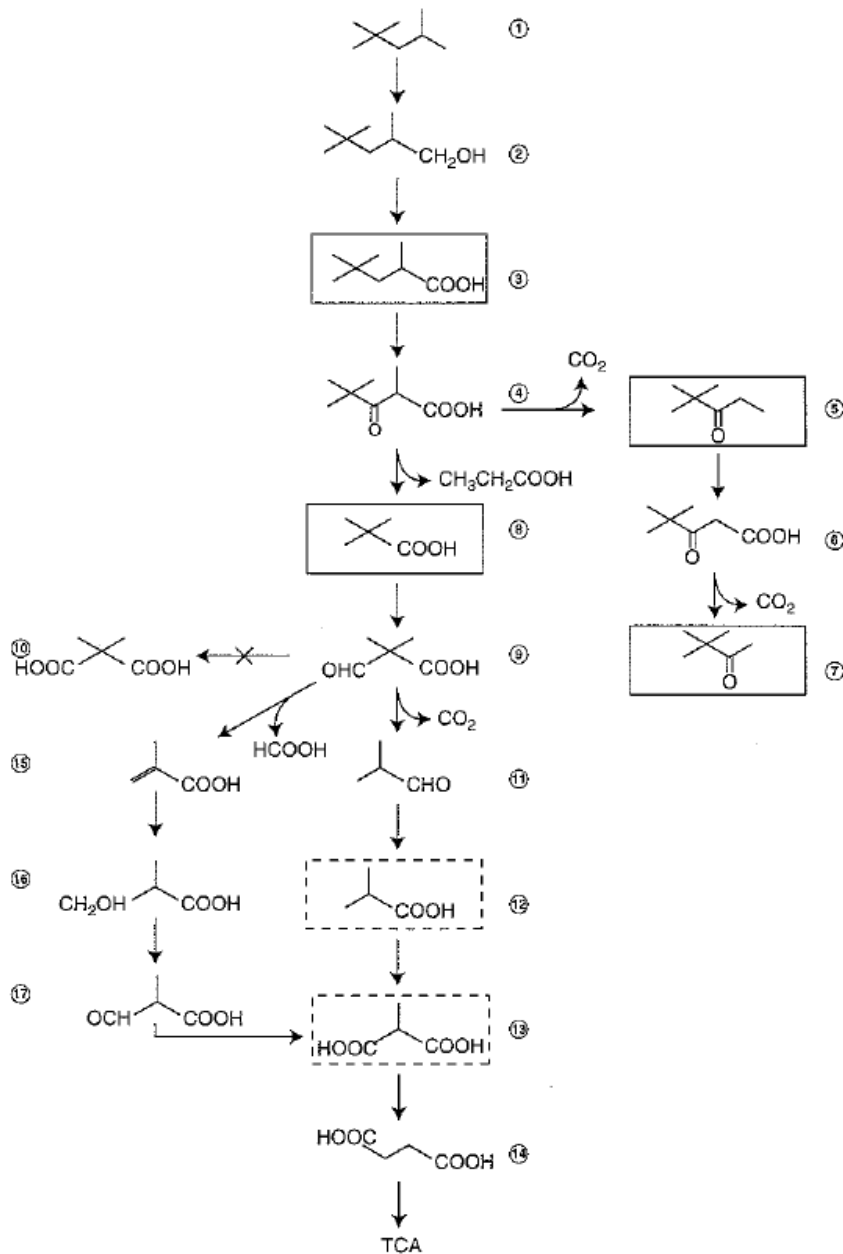 ①
CH₂OH ②
COOH ③
CO₂
COOH ④
O
⑤
O
CH₃CH₂COOH
COOH ⑧
COOH ⑥
O
CO₂
⑩ HOOC COOH
OHC COOH ⑨
O ⑦
CO₂
HCOOH
⑮ COOH
CHO ⑪
⑯ CH₂OH COOH
COOH ⑫
⑰ OCH COOH
HOOC COOH ⑬
HOOC COOH ⑭
TCA